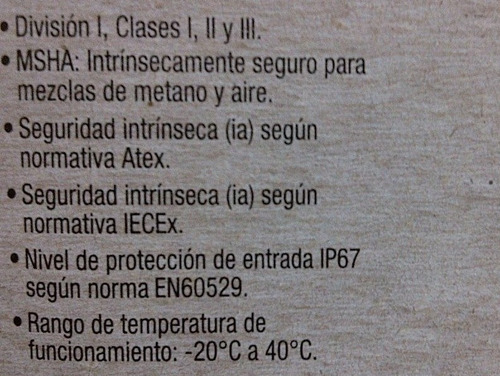 • División I, Clases I, II y III.
• MSHA: Intrínsecamente seguro para
mezclas de metano y aire.
• Seguridad intrínseca (ia) según
normativa Atex.
• Seguridad intrínseca (ia) según
normativa IECEx.
• Nivel de protección de entrada IP67
según norma EN60529.
• Rango de temperatura de
funcionamiento: -20°C a 40°C.